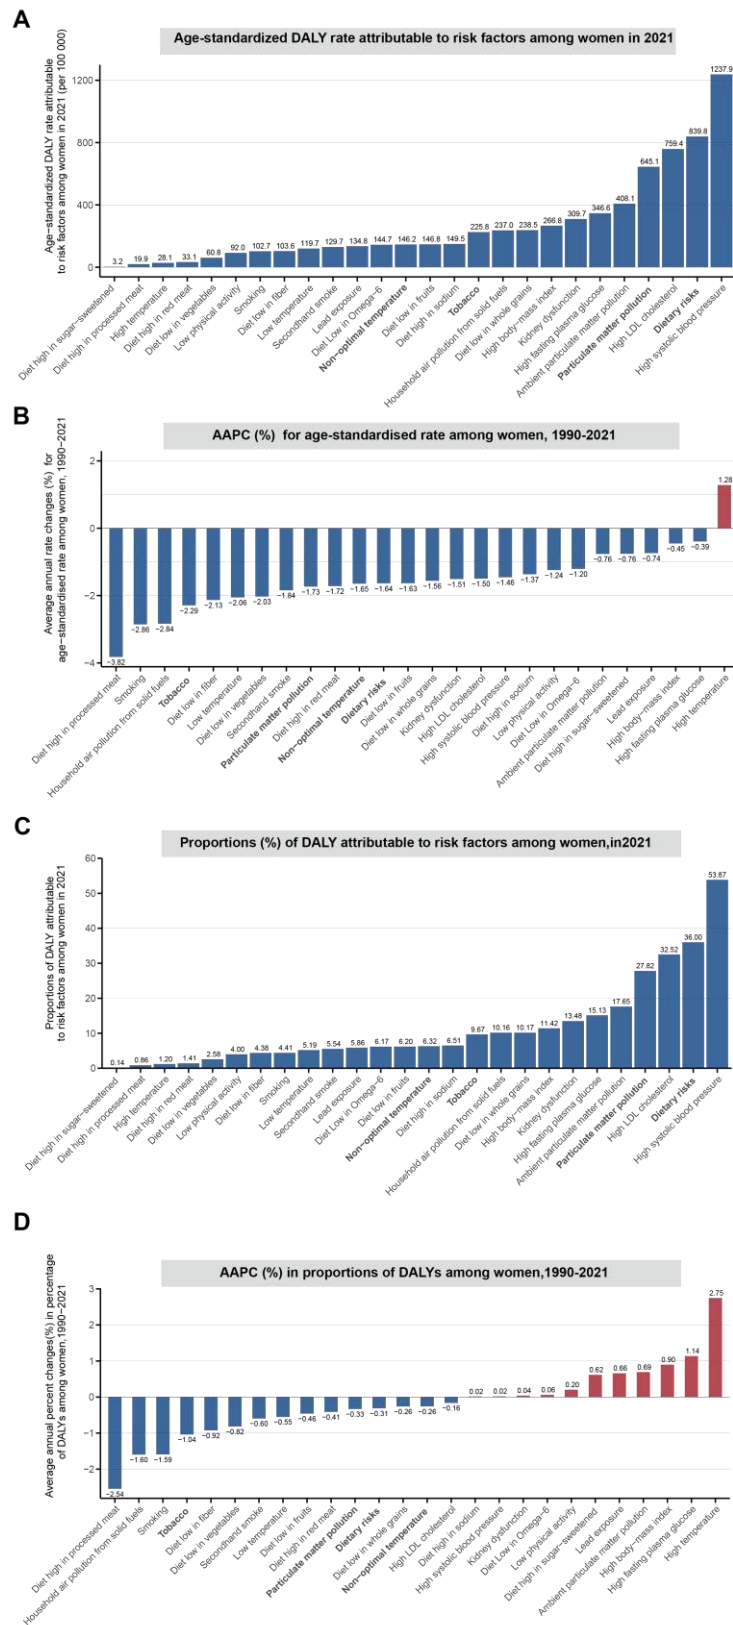 A
Age-standardized DALY rate attributable to risk factors among women in 2021
Age−standardized DALY rate attributable
to risk factors among women in 2021 (per 100 000)
1200
800
400
0
3.2 19.9 28.1 33.1 60.8 92.0 102.7 103.6 119.7 129.7 134.8 144.7 146.2 146.8 149.5 225.8 237.0 238.5 266.8 309.7 346.6 408.1 645.1 759.4 839.8 1237.9
Diet high in sugar−sweetened
Diet high in processed meat
High temperature
Diet high in red meat
Diet low in vegetables
Low physical activity
Smoking
Diet low in fiber
Low temperature
Secondhand smoke
Lead exposure
Diet Low in Omega−6
Non−optimal temperature
Diet low in fruits
Diet high in sodium
Tobacco
Household air pollution from solid fuels
Diet low in whole grains
High body−mass index
Kidney dysfunction
High fasting plasma glucose
Ambient particulate matter pollution
Particulate matter pollution
High LDL cholesterol
Dietary risks
High systolic blood pressure
B
AAPC (%) for age-standardised rate among women, 1990-2021
Average annual rate changes (%) for
age−standardised rate among women, 1990−2021
2
0
−2
−4
−3.82 −2.86 −2.84 −2.29 −2.13 −2.06 −2.03 −1.84 −1.73 −1.72 −1.65 −1.64 −1.63 −1.56 −1.51 −1.50 −1.46 −1.37 −1.24 −1.20 −0.76 −0.76 −0.74 −0.45 −0.39 1.28
Diet high in processed meat
Smoking
Household air pollution from solid fuels
Tobacco
Diet low in fiber
Low temperature
Diet low in vegetables
Secondhand smoke
Particulate matter pollution
Diet high in red meat
Non−optimal temperature
Dietary risks
Diet low in fruits
Diet low in whole grains
Kidney dysfunction
High LDL cholesterol
High systolic blood pressure
Diet high in sodium
Low physical activity
Diet Low in Omega−6
Ambient particulate matter pollution
Diet high in sugar−sweetened
Lead exposure
High body−mass index
High fasting plasma glucose
High temperature
C
Proportions (%) of DALY attributable to risk factors among women,in2021
Proportions of DALY attributable
to risk factors among women in 2021
60
50
40
30
20
10
0
0.14 0.86 1.20 1.41 2.58 4.00 4.38 4.41 5.19 5.54 5.86 6.17 6.20 6.32 6.51 9.67 10.16 10.17 11.42 13.48 15.13 17.65 27.82 32.52 36.00 53.87
Diet high in sugar−sweetened
Diet high in processed meat
High temperature
Diet high in red meat
Diet low in vegetables
Low physical activity
Diet low in fiber
Smoking
Low temperature
Secondhand smoke
Lead exposure
Diet Low in Omega−6
Diet low in fruits
Non−optimal temperature
Diet high in sodium
Tobacco
Household air pollution from solid fuels
Diet low in whole grains
High body−mass index
Kidney dysfunction
High fasting plasma glucose
Ambient particulate matter pollution
Particulate matter pollution
High LDL cholesterol
Dietary risks
High systolic blood pressure
D
AAPC (%) in proportions of DALYs among women,1990-2021
Average annual percent changes(%) in percentage
of DALYs among women,1990−2021
3
2
1
0
−1
−2
−2.54 −1.60 −1.59 −1.04 −0.92 −0.82 −0.60 −0.55 −0.46 −0.41 −0.33 −0.31 −0.26 −0.26 −0.16 0.02 0.02 0.04 0.06 0.20 0.62 0.66 0.69 0.90 1.14 2.75
Diet high in processed meat
Household air pollution from solid fuels
Smoking
Tobacco
Diet low in fiber
Diet low in vegetables
Secondhand smoke
Low temperature
Diet low in fruits
Diet high in red meat
Particulate matter pollution
Dietary risks
Diet low in whole grains
Non−optimal temperature
High LDL cholesterol
Diet high in sodium
High systolic blood pressure
Kidney dysfunction
Diet Low in Omega−6
Low physical activity
Diet high in sugar−sweetened
Lead exposure
Ambient particulate matter pollution
High body−mass index
High fasting plasma glucose
High temperature